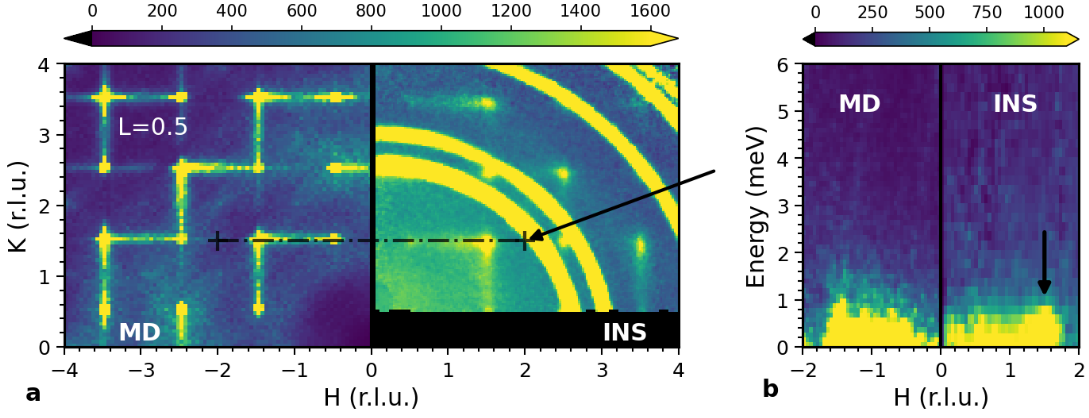 0 200 400 600 800 1000 1200 1400 1600
0 250 500 750 1000
4
3
2
1
0
K (r.l.u.)
L=0.5
MD
INS
−4 −3 −2 −1 0 1 2 3 4
H (r.l.u.)
a
6
5
4
3
2
1
0
Energy (meV)
MD
INS
−2 −1 0 1 2
H (r.l.u.)
b